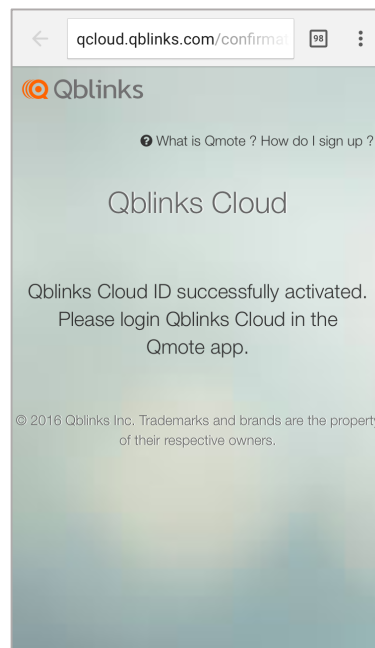 qcloud.qblinks.com/confirmat
98
Qblinks
What is Qmote ? How do I sign up ?
Qblinks Cloud
Qblinks Cloud ID successfully activated.
Please login Qblinks Cloud in the
Qmote app.
© 2016 Qblinks Inc. Trademarks and brands are the property
of their respective owners.